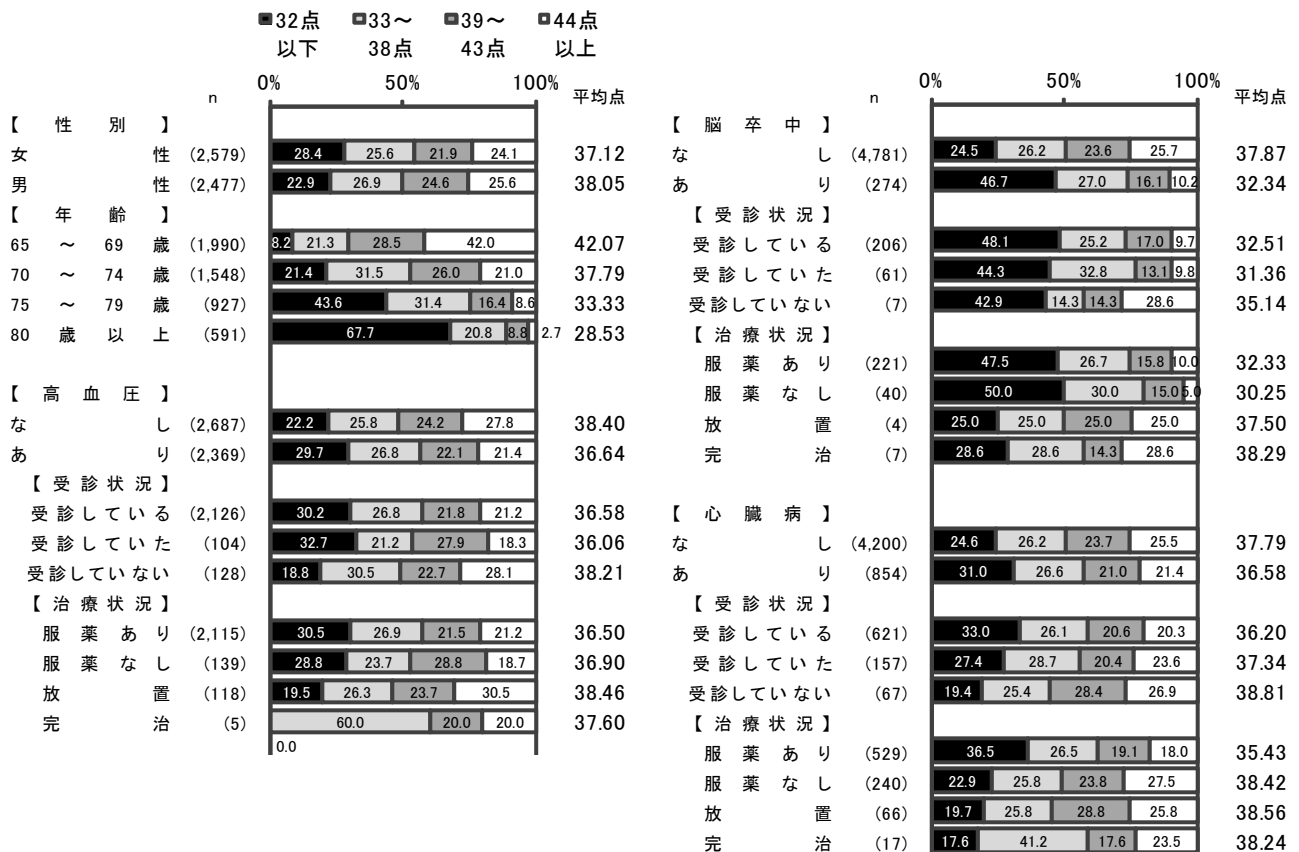 ■32点以下 □33～38点 ■39～43点 □44点以上
0% 50% 100%
n 平均点
【性別】
女性 (2,579) 28.4 25.6 21.9 24.1 37.12
男性 (2,477) 22.9 26.9 24.6 25.6 38.05
【年齢】
65～69歳 (1,990) 8.2 21.3 28.5 42.0 42.07
70～74歳 (1,548) 21.4 31.5 26.0 21.0 37.79
75～79歳 (927) 43.6 31.4 16.4 8.6 33.33
80歳以上 (591) 67.7 20.8 8.8 2.7 28.53
【高血圧】
なし (2,687) 22.2 25.8 24.2 27.8 38.40
あり (2,369) 29.7 26.8 22.1 21.4 36.64
【受診状況】
受診している (2,126) 30.2 26.8 21.8 21.2 36.58
受診していた (104) 32.7 21.2 27.9 18.3 36.06
受診していない (128) 18.8 30.5 22.7 28.1 38.21
【治療状況】
服薬あり (2,115) 30.5 26.9 21.5 21.2 36.50
服薬なし (139) 28.8 23.7 28.8 18.7 36.90
放置 (118) 19.5 26.3 23.7 30.5 38.46
完治 (5) 60.0 20.0 20.0 37.60
0.0
0% 50% 100%
n 平均点
【脳卒中】
なし (4,781) 24.5 26.2 23.6 25.7 37.87
あり (274) 46.7 27.0 16.1 10.2 32.34
【受診状況】
受診している (206) 48.1 25.2 17.0 9.7 32.51
受診していた (61) 44.3 32.8 13.1 9.8 31.36
受診していない (7) 42.9 14.3 14.3 28.6 35.14
【治療状況】
服薬あり (221) 47.5 26.7 15.8 10.0 32.33
服薬なし (40) 50.0 30.0 15.0 5.0 30.25
放置 (4) 25.0 25.0 25.0 25.0 37.50
完治 (7) 28.6 28.6 14.3 28.6 38.29
【心臓病】
なし (4,200) 24.6 26.2 23.7 25.5 37.79
あり (854) 31.0 26.6 21.0 21.4 36.58
【受診状況】
受診している (621) 33.0 26.1 20.6 20.3 36.20
受診していた (157) 27.4 28.7 20.4 23.6 37.34
受診していない (67) 19.4 25.4 28.4 26.9 38.81
【治療状況】
服薬あり (529) 36.5 26.5 19.1 18.0 35.43
服薬なし (240) 22.9 25.8 23.8 27.5 38.42
放置 (66) 19.7 25.8 28.8 25.8 38.56
完治 (17) 17.6 41.2 17.6 23.5 38.24